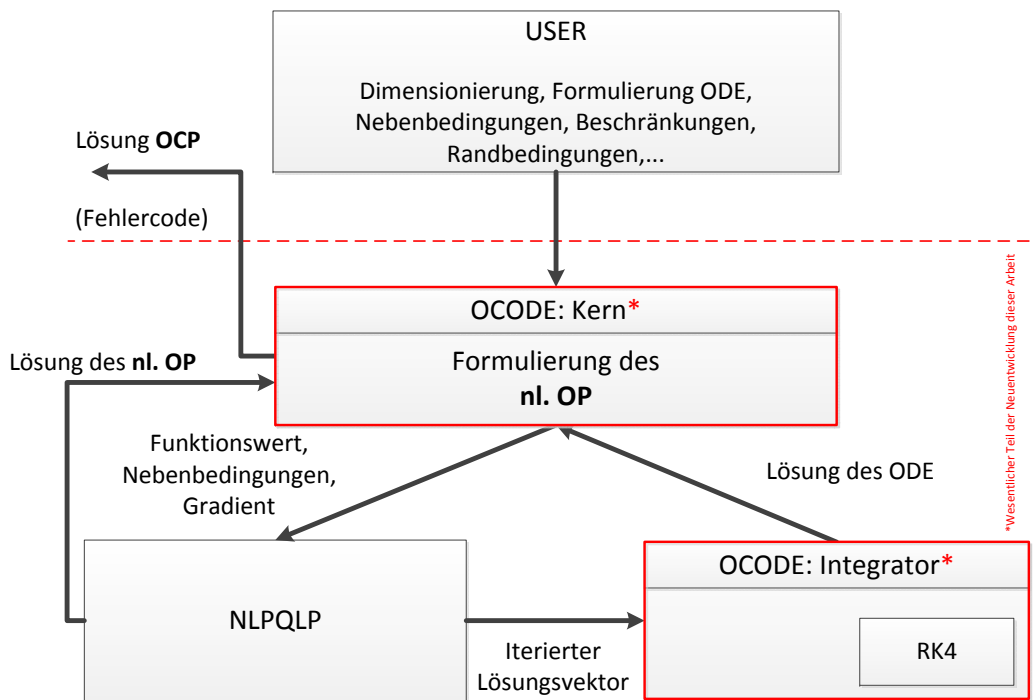 USER
Dimensionierung, Formulierung ODE,
Nebenbedingungen, Beschränkungen,
Randbedingungen,...
Lösung OCP
(Fehlercode)
*Wesentlicher Teil der Neuentwicklung dieser Arbeit
OCODE: Kern*
Formulierung des
nl. OP
Lösung des nl. OP
Funktionswert,
Nebenbedingungen,
Gradient
Lösung des ODE
NLPQLP
Iterierter
Lösungsvektor
OCODE: Integrator*
RK4